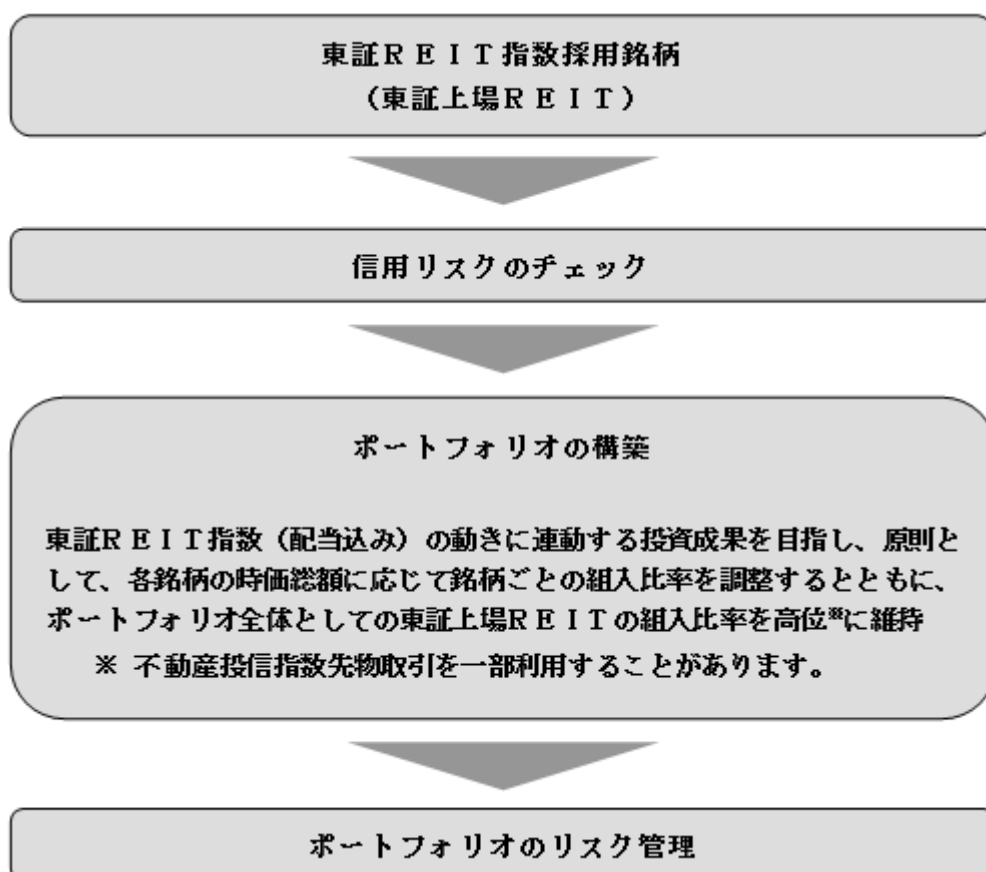 東証ＲＥＩＴ指数採用銘柄
（東証上場ＲＥＩＴ）
信用リスクのチェック
ポートフォリオの構築
東証ＲＥＩＴ指数（配当込み）の動きに連動する投資成果を目指し、原則と
して、各銘柄の時価総額に応じて銘柄ごとの組入比率を調整するとともに、
ポートフォリオ全体としての東証上場ＲＥＩＴの組入比率を高位※に維持
※ 不動産投信指数先物取引を一部利用することがあります。
ポートフォリオのリスク管理